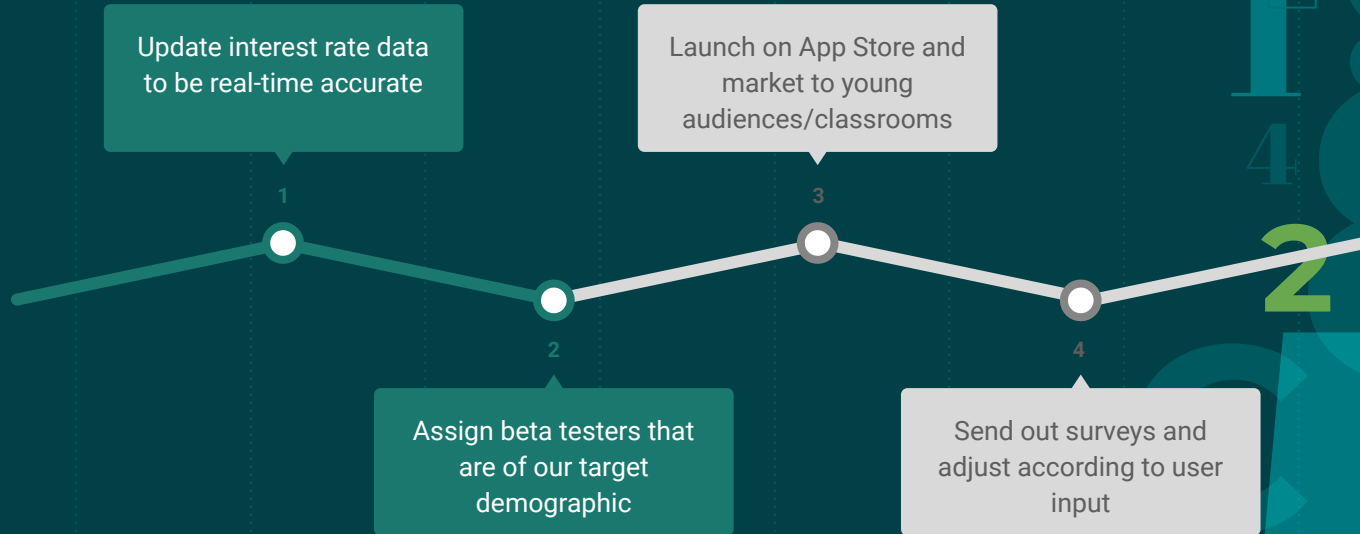 Update interest rate data
to be real-time accurate
1
Assign beta testers that
are of our target
demographic
2
Launch on App Store and
market to young
audiences/classrooms
3
Send out surveys and
adjust according to user
input
4
4
2